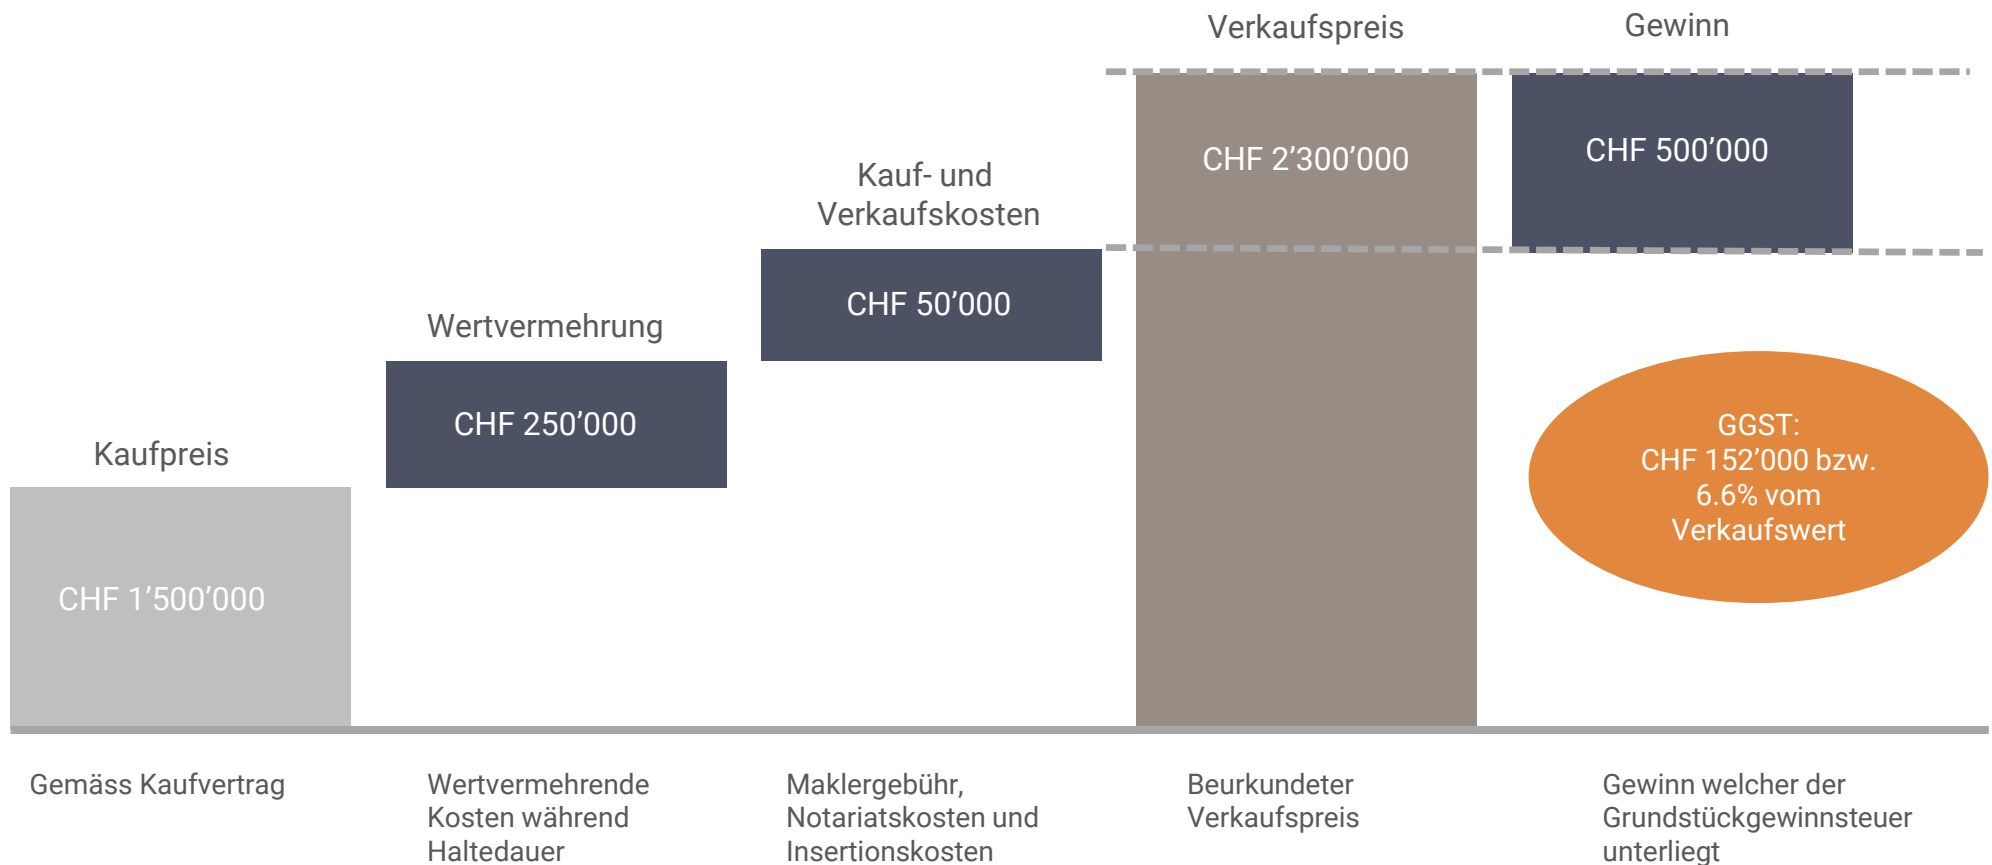 Verkaufspreis
Gewinn
CHF 2’300’000
CHF 500’000
Kauf- und
Verkaufskosten
CHF 50’000
Wertvermehrung
CHF 250’000
Kaufpreis
CHF 1’500’000
GGST:
CHF 152’000 bzw.
6.6% vom
Verkaufswert
Gemäss Kaufvertrag
Wertvermehrende
Kosten während
Haltedauer
Maklergebühr,
Notariatskosten und
Insertionskosten
Beurkundeter
Verkaufspreis
Gewinn welcher der
Grundstückgewinnsteuer
unterliegt